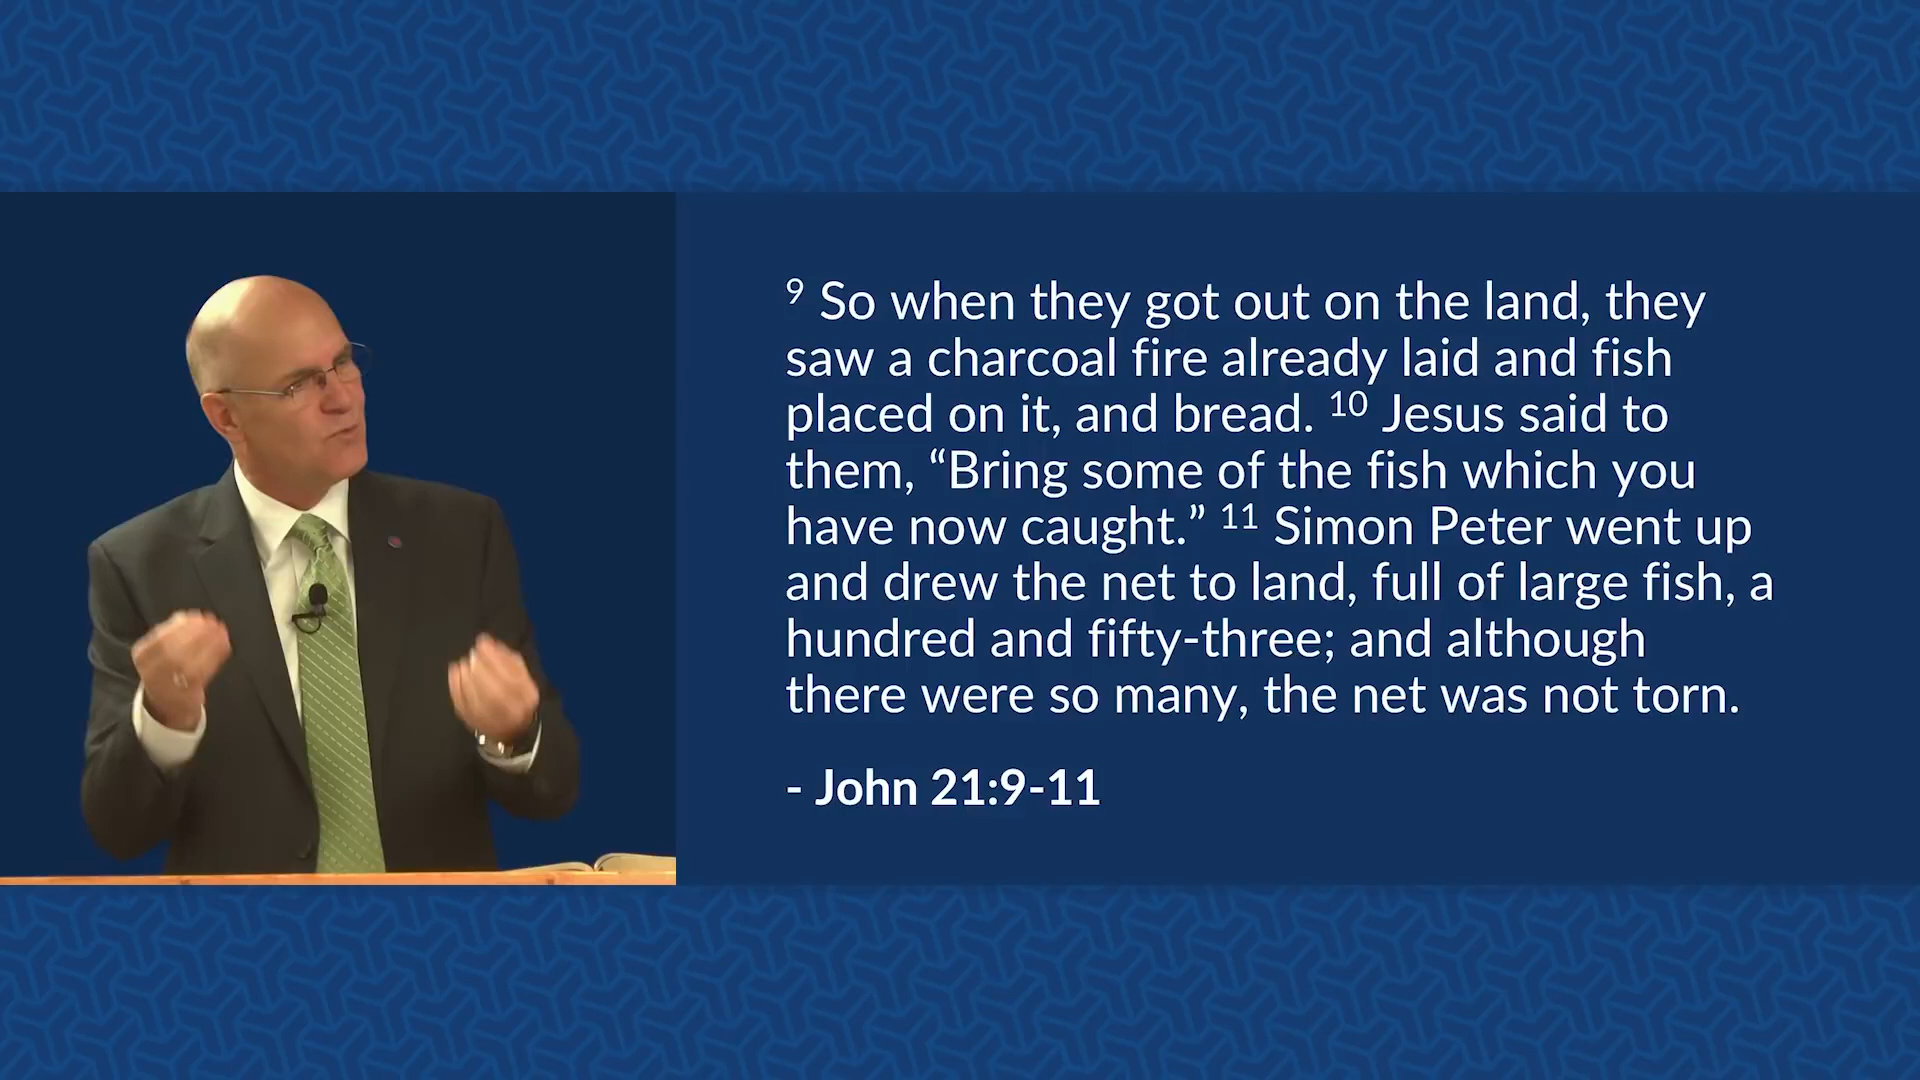 9 So when they got out on the land, they
saw a charcoal fire already laid and fish
placed on it, and bread. 10 Jesus said to
them, “Bring some of the fish which you
have now caught.” 11 Simon Peter went up
and drew the net to land, full of large fish, a
hundred and fifty-three; and although
there were so many, the net was not torn.
- John 21:9-11